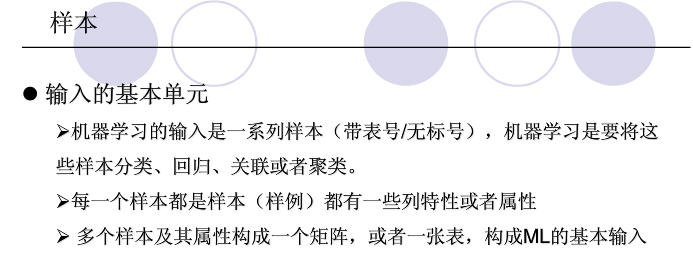 样本
● 输入的基本单元
➢机器学习的输入是一系列样本（带表号/无标号），机器学习是要将这
些样本分类、回归、关联或者聚类。
➢每一个样本都是样本（样例）都有一些列特性或者属性
➢ 多个样本及其属性构成一个矩阵，或者一张表，构成ML的基本输入